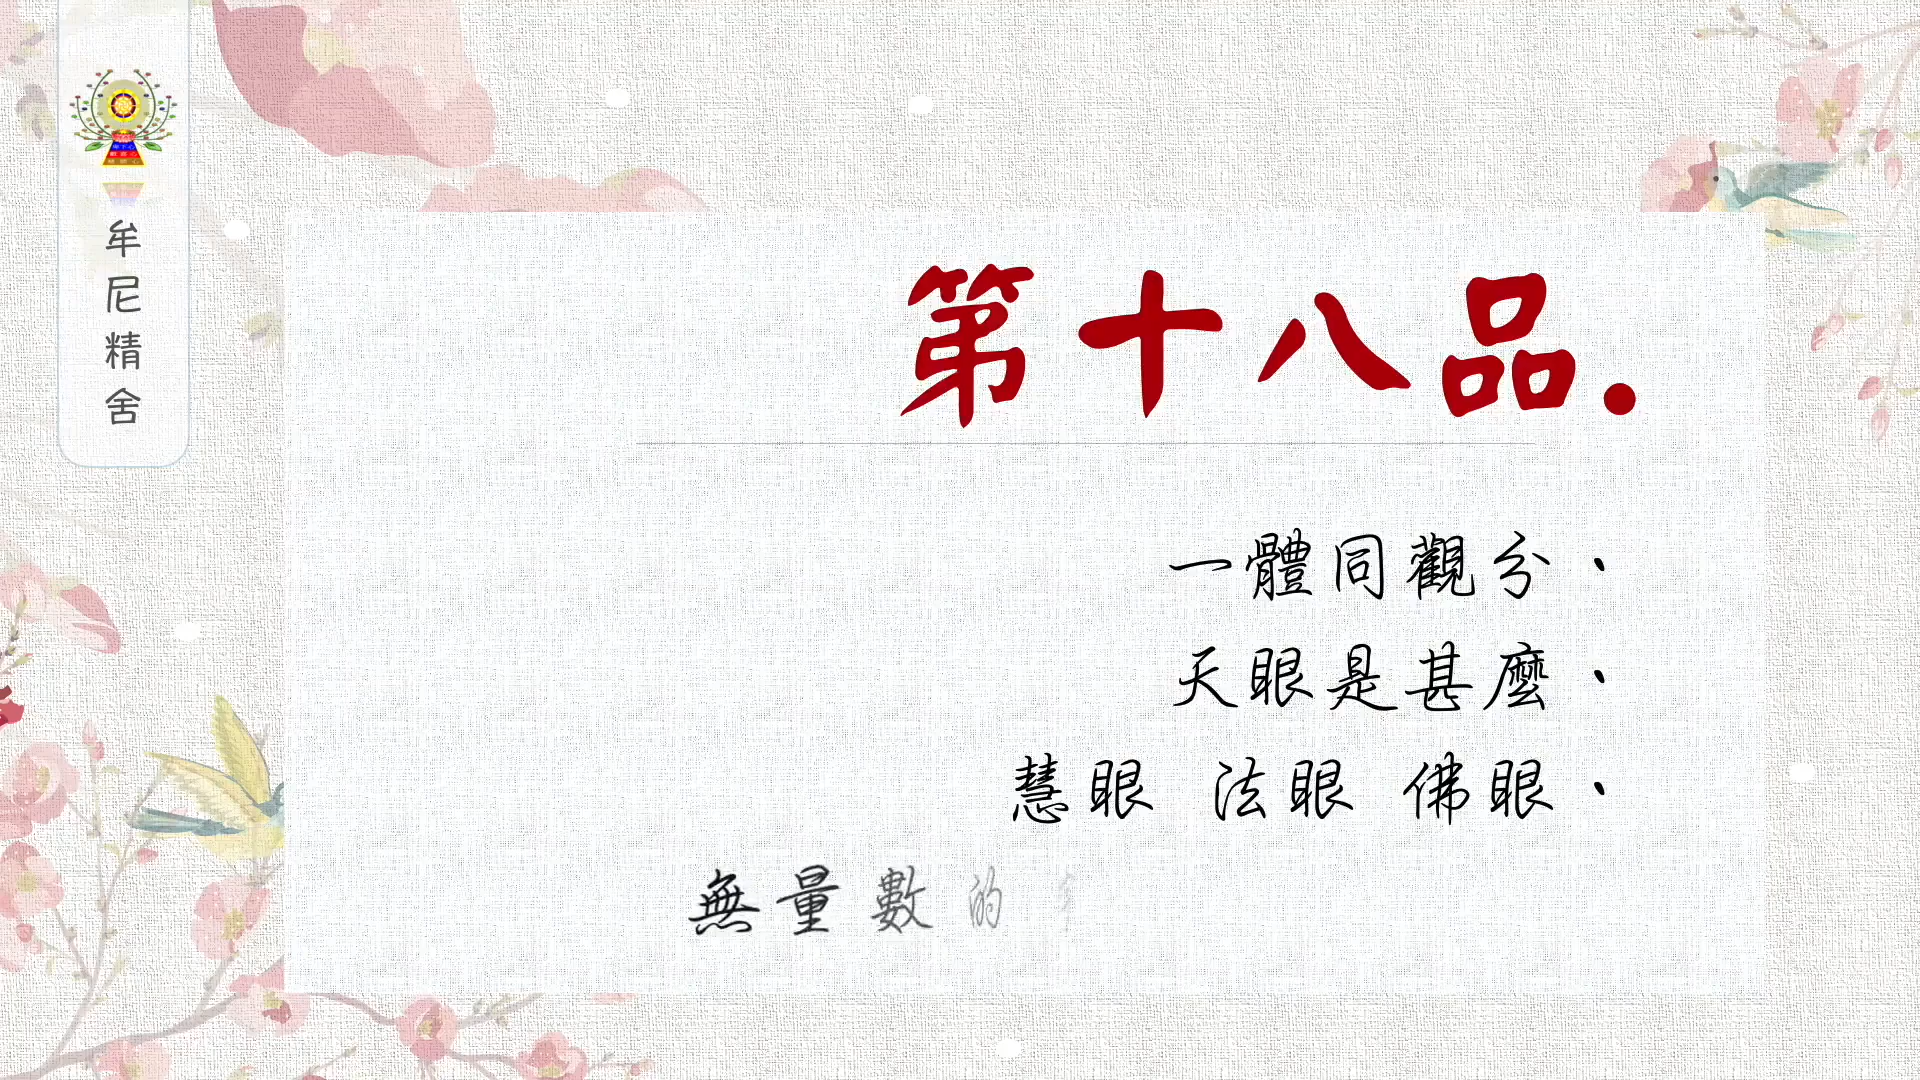 牟尼精舍
第十八品.
一體同觀分、
天眼是甚麼、
慧眼 法眼 佛眼、
無量數的